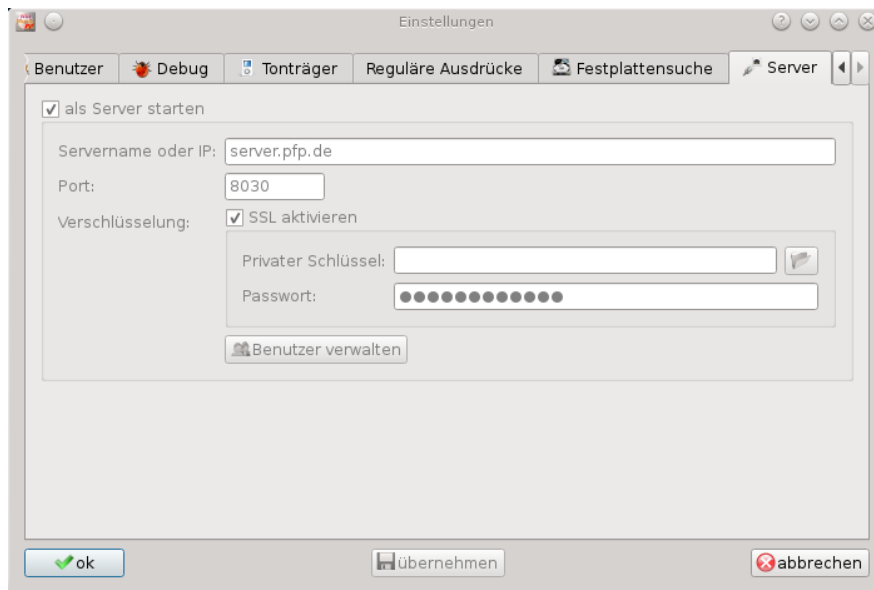 Einstellungen
Benutzer Debug Tonträger Reguläre Ausdrücke Festplattensuche Server
als Server starten
Servername oder IP: server.pfp.de
Port: 8030
Verschlüsselung: SSL aktivieren
Privater Schlüssel:
Passwort: ●●●●●●●●●●●●
Benutzer verwalten
ok übernehmen abbrechen